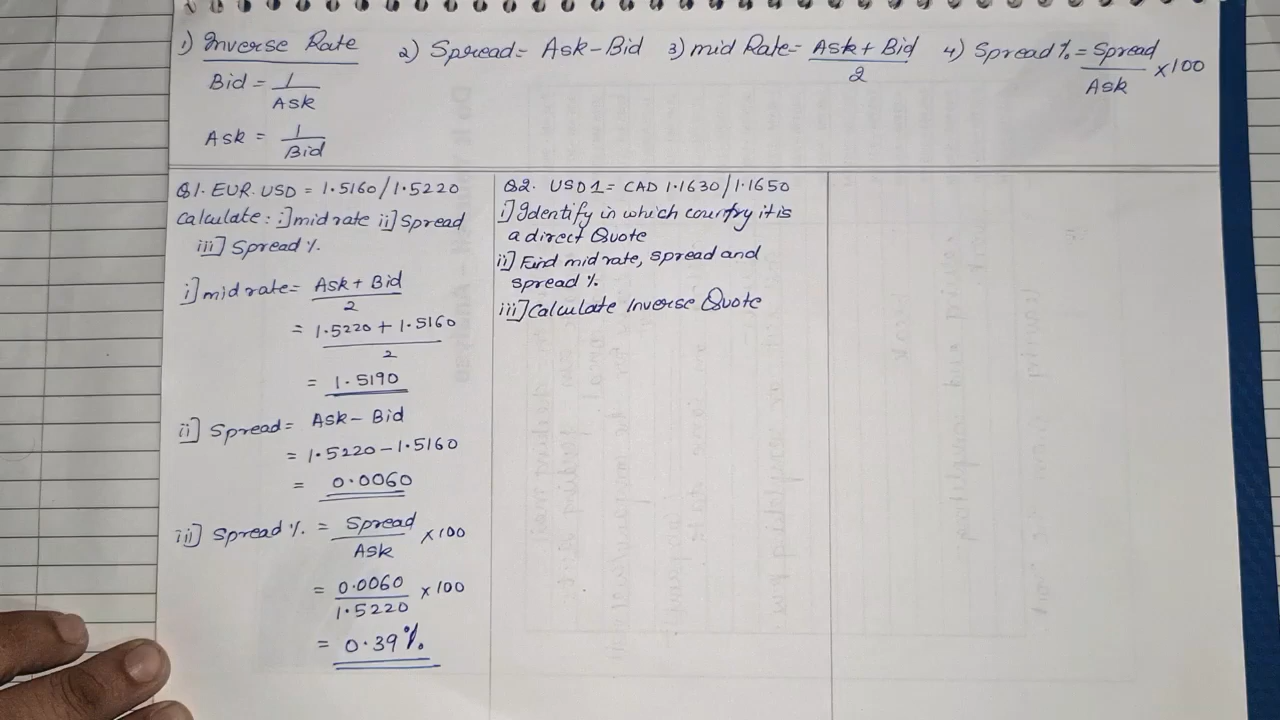 1) Inverse Rate
Bid = 1/Ask
Ask = 1/Bid
2) Spread = Ask - Bid
3) mid Rate = Ask + Bid / 2
4) Spread % = Spread / Ask × 100
Q1. EUR. USD = 1.5160/1.5220
Calculate: i] mid rate ii] Spread
iii] Spread %
i] mid rate = Ask + Bid / 2
= 1.5220 + 1.5160 / 2
= 1.5190
ii] Spread = Ask - Bid
= 1.5220 - 1.5160
= 0.0060
iii] Spread % = Spread / Ask × 100
= 0.0060 / 1.5220 × 100
= 0.39%
Q2. USD 1 = CAD 1.1630/1.1650
i] Identify in which country it is
a direct Quote
ii] Find mid rate, spread and
spread %
iii] Calculate Inverse Quote